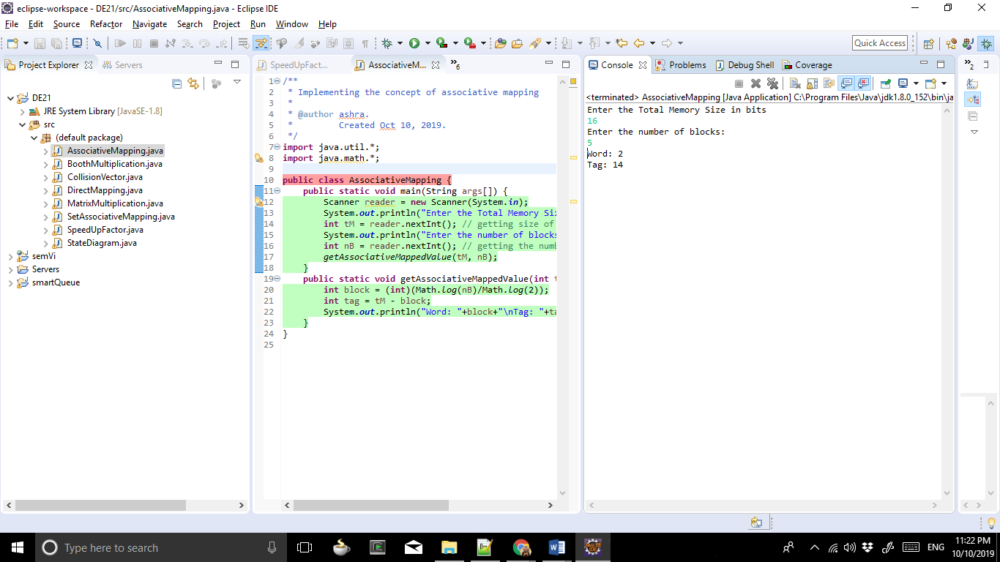 eclipse-workspace - DE21/src/AssociativeMapping.java - Eclipse IDE
File Edit Source Refactor Navigate Search Project Run Window Help
Quick Access
Project Explorer Servers
DE21
JRE System Library [JavaSE-1.8]
src
(default package)
AssociativeMapping.java
BoothMultiplication.java
CollisionVector.java
DirectMapping.java
MatrixMultiplication.java
SetAssociativeMapping.java
SpeedUpFactor.java
StateDiagram.java
semVi
Servers
smartQueue
SpeedUpFact... AssociativeM... »6
1 /**
2 * Implementing the concept of associative mapping
3 *
4 * @author ashra.
5 * Created Oct 10, 2019.
6 */
7 import java.util.*;
8 import java.math.*;
9
10 public class AssociativeMapping {
11 public static void main(String args[]) {
12 Scanner reader = new Scanner(System.in);
13 System.out.println("Enter the Total Memory Siz
14 int tM = reader.nextInt(); // getting size of
15 System.out.println("Enter the number of blocks
16 int nB = reader.nextInt(); // getting the numb
17 getAssociativeMappedValue(tM, nB);
18 }
19 public static void getAssociativeMappedValue(int t
20 int block = (int)(Math.log(nB)/Math.log(2));
21 int tag = tM - block;
22 System.out.println("Word: "+block+"\nTag: "+ta
23 }
24 }
25
Console Problems Debug Shell Coverage »2
<terminated> AssociativeMapping [Java Application] C:\Program Files\Java\jdk1.8.0_152\bin\ja
Enter the Total Memory Size in bits
16
Enter the number of blocks:
5
Word: 2
Tag: 14
Type here to search
ENG
11:22 PM
10/10/2019